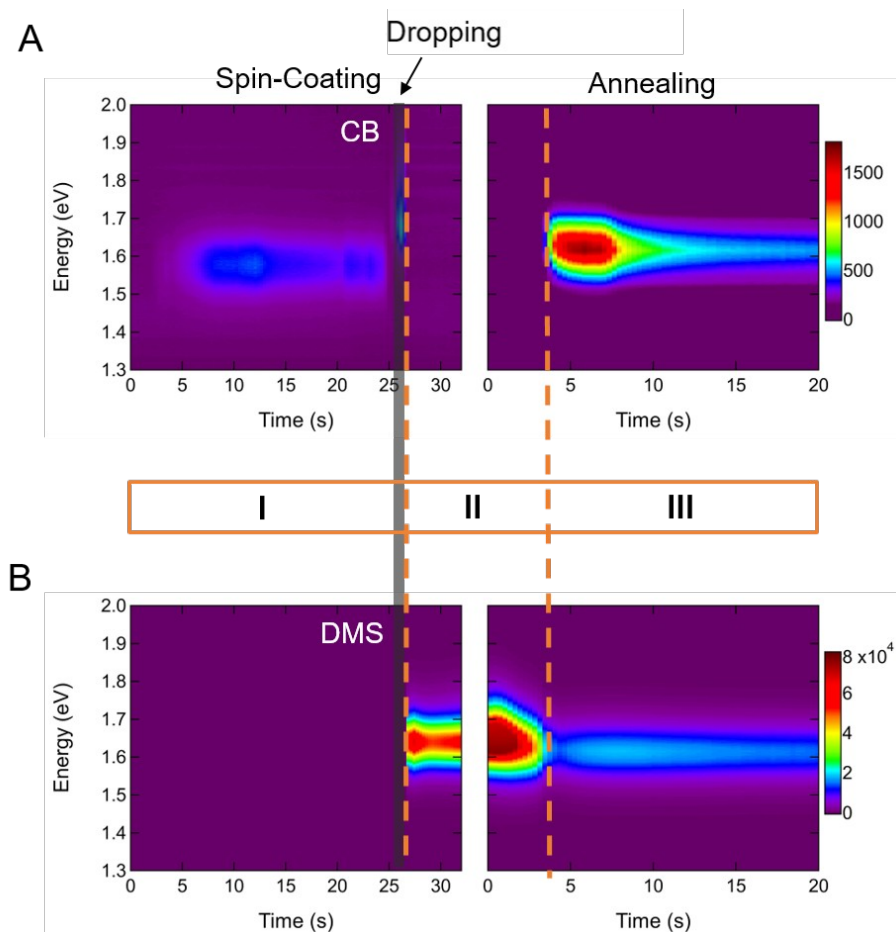 A
Dropping
Spin-Coating
Annealing
CB
2.0
1.9
1.8
1.7
1.6
1.5
1.4
1.3
Energy (eV)
0 5 10 15 20 25 30
Time (s)
5 10 15 20
Time (s)
1500
1000
500
0
I II III
B
DMS
2.0
1.9
1.8
1.7
1.6
1.5
1.4
1.3
Energy (eV)
0 5 10 15 20 25 30
Time (s)
0 5 10 15 20
Time (s)
8 x10⁴
6
4
2
0